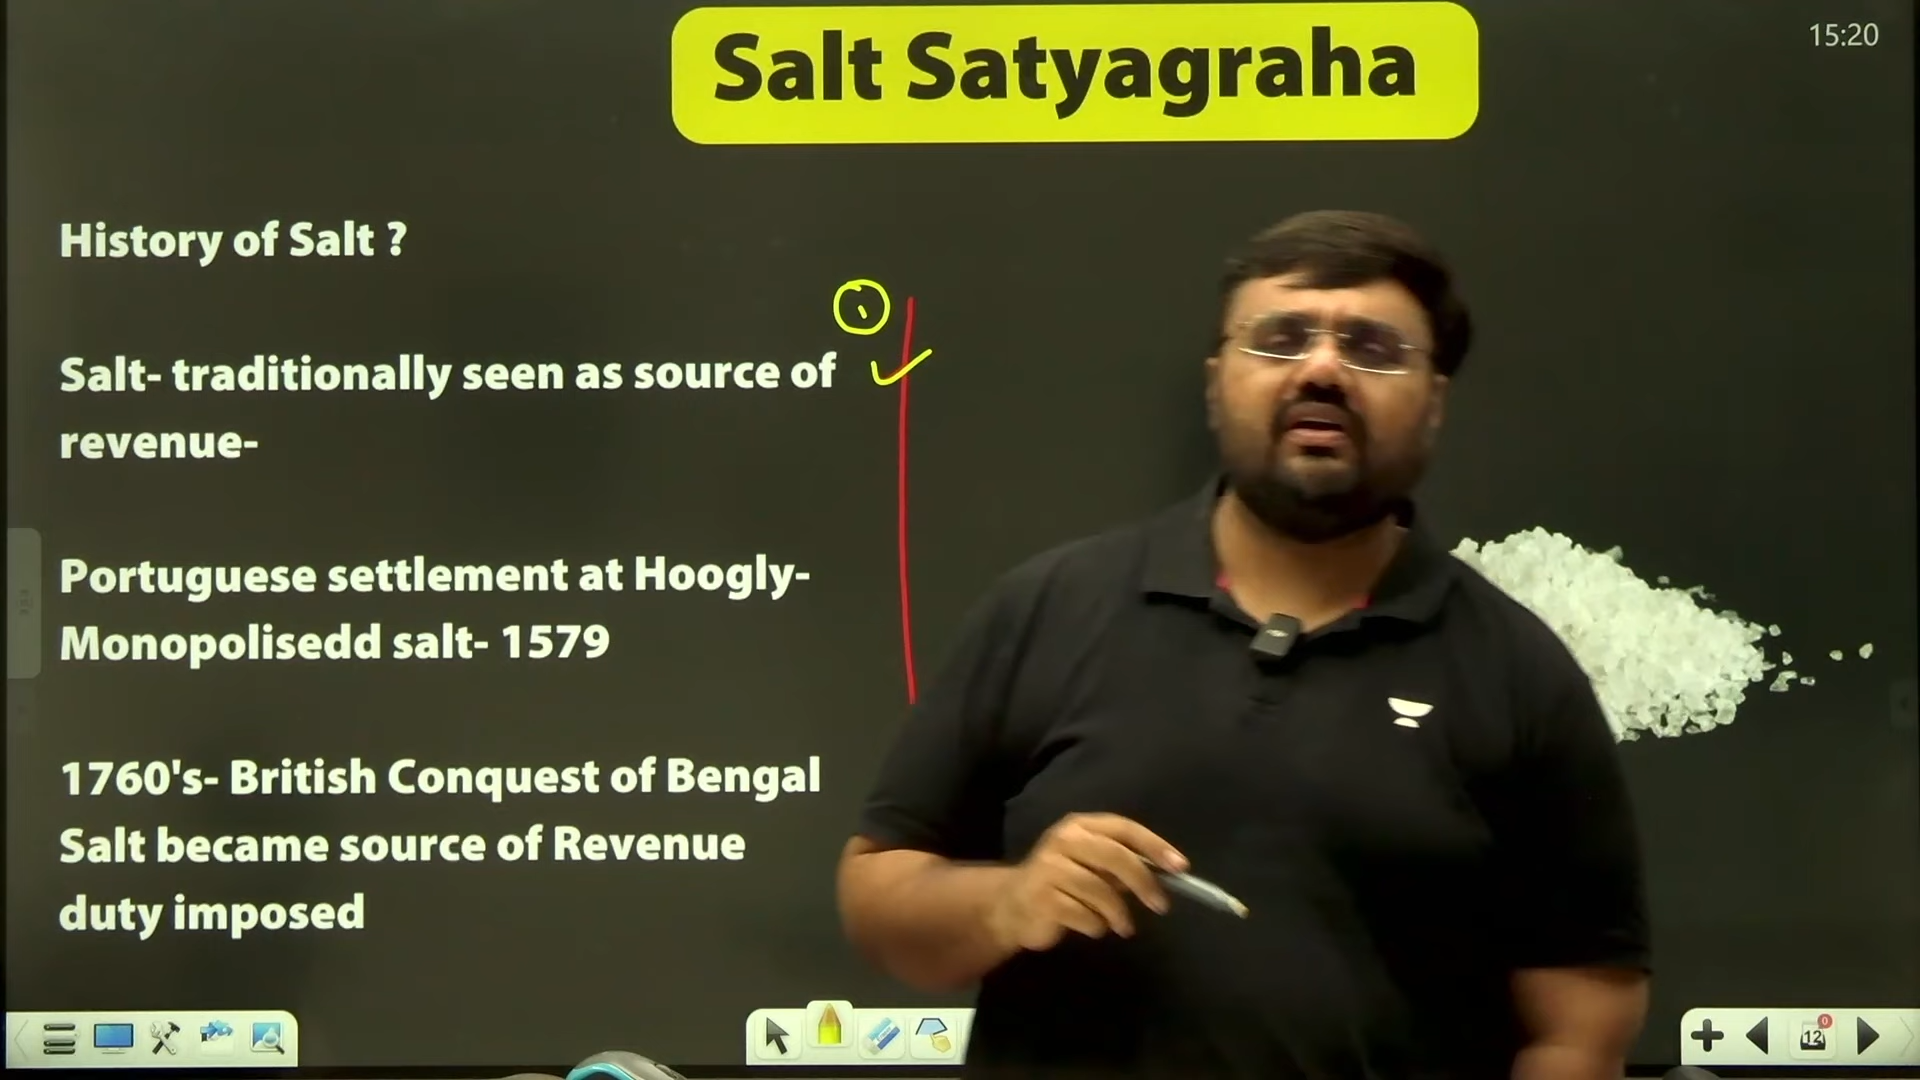 Salt Satyagraha
15:20
History of Salt ?
Salt- traditionally seen as source of
revenue-
Portuguese settlement at Hoogly-
Monopolisedd salt- 1579
1760's- British Conquest of Bengal
Salt became source of Revenue
duty imposed
12
0